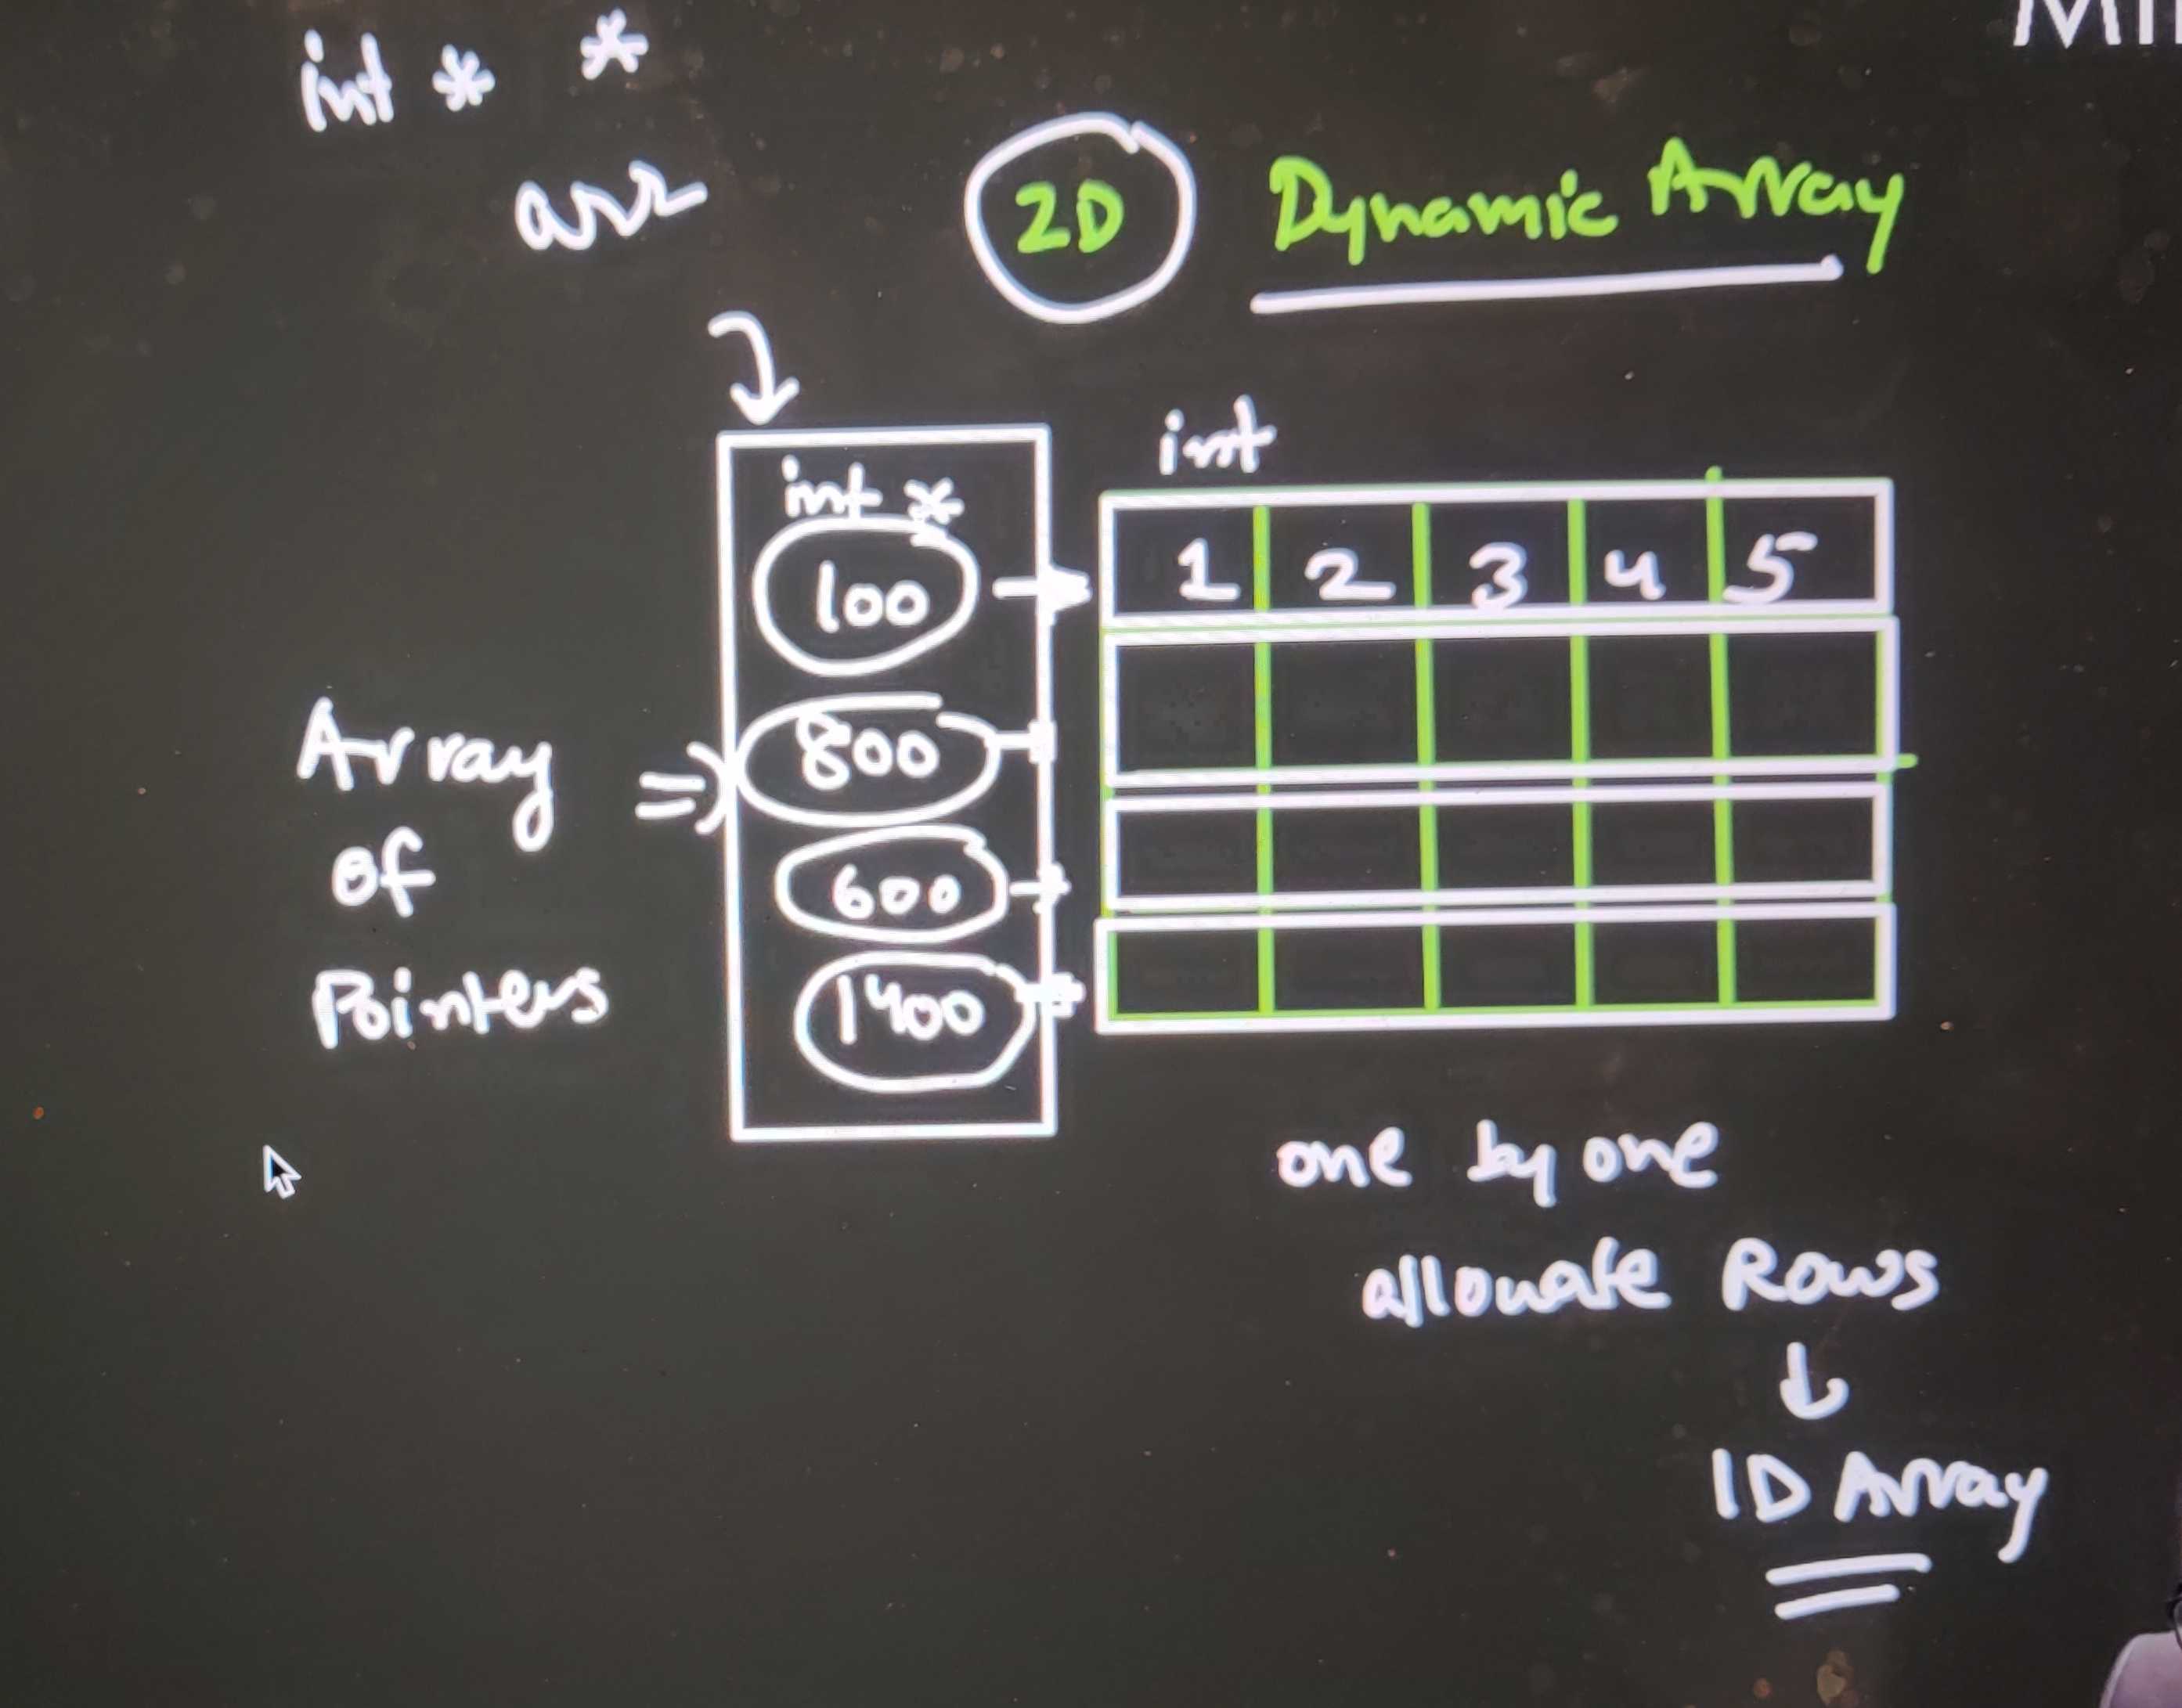 int * *
arr
2D Dynamic Array
int
int *
100
1 2 3 4 5
800
600
1400
Array
of
Pointers
one by one
allocate Rows
1D Array